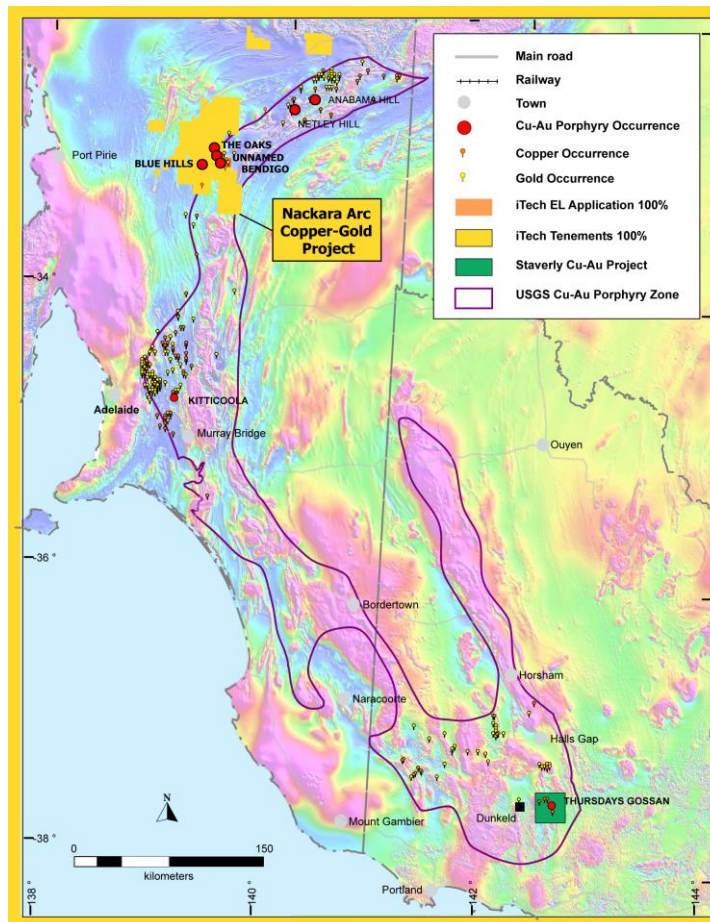 Main road
Railway
Town
Cu-Au Porphyry Occurrence
Copper Occurrence
Gold Occurrence
iTech EL Application 100%
iTech Tenements 100%
Staverly Cu-Au Project
USGS Cu-Au Porphyry Zone
ANABAMA HILL
NETLEY HILL
THE OAKS
Port Pirie
BLUE HILLS
UNNAMED
BENDIGO
Nackara Arc
Copper-Gold
Project
-34
KITTICOOLA
Adelaide
Murray Bridge
Ouyen
-36 °
Bordertown
Horsham
Naracoorte
Halls Gap
THURSDAYS GOSSAN
Dunkeld
Mount Gambier
N
-38 °
0 150
kilometers
Portland
138 °
140 °
142 °
144 °